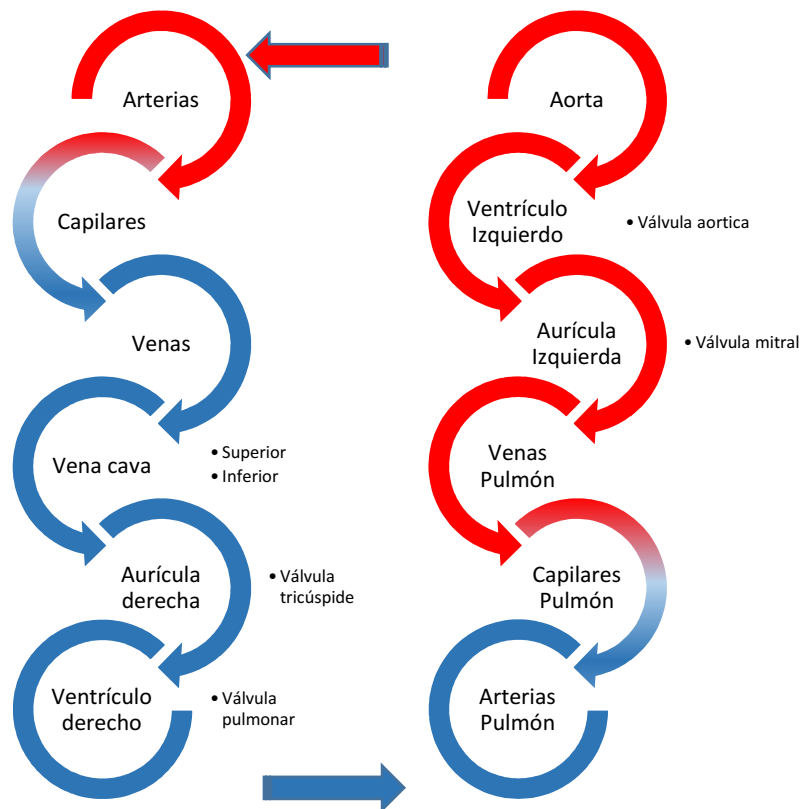 Arterias
Capilares
Venas
Vena cava
• Superior
• Inferior
Aurícula
derecha
• Válvula
tricúspide
Ventrículo
derecho
• Válvula
pulmonar
Aorta
Ventrículo
Izquierdo
• Válvula aortica
Aurícula
Izquierda
• Válvula mitral
Venas
Pulmón
Capilares
Pulmón
Arterias
Pulmón